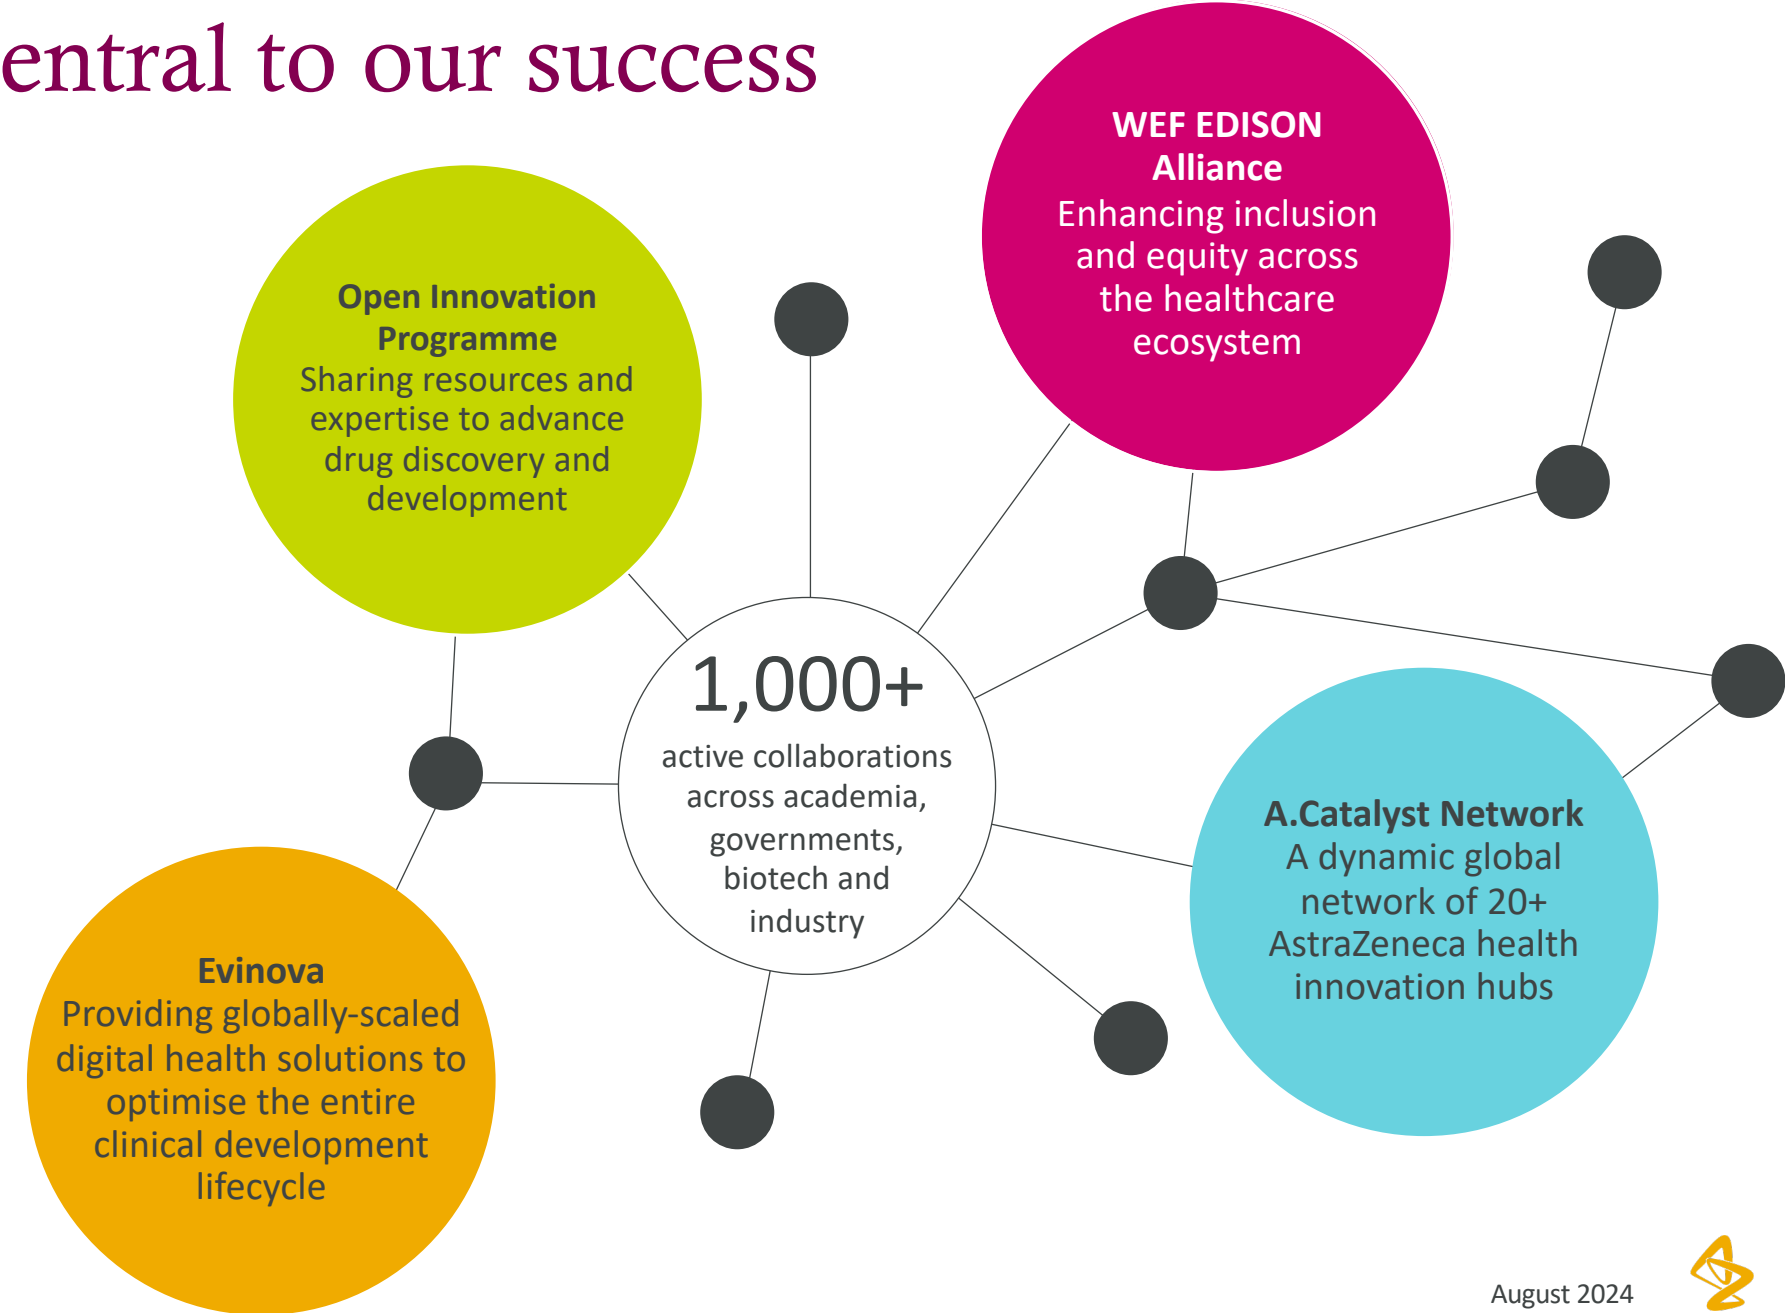 entral to our success
WEF EDISON
Alliance
Enhancing inclusion
and equity across
the healthcare
ecosystem
Open Innovation
Programme
Sharing resources and
expertise to advance
drug discovery and
development
1,000+
active collaborations
across academia,
governments,
biotech and
industry
A.Catalyst Network
A dynamic global
network of 20+
AstraZeneca health
innovation hubs
Evinova
Providing globally-scaled
digital health solutions to
optimise the entire
clinical development
lifecycle
August 2024